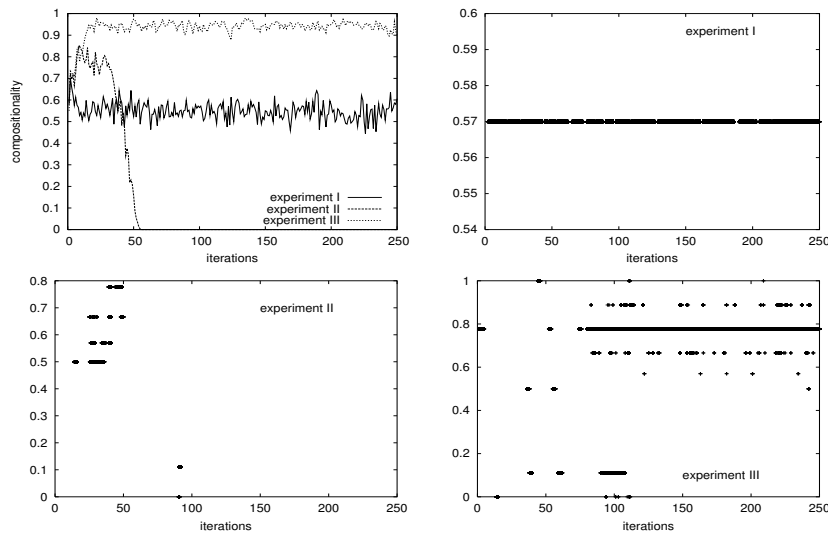 1
0.9
0.8
0.7
0.6
0.5
0.4
0.3
0.2
0.1
0
compositionality
experiment I
experiment II
experiment III
0 50 100 150 200 250
iterations
0.6
0.59
0.58
0.57
0.56
0.55
0.54
experiment I
0 50 100 150 200 250
iterations
0.8
0.7
0.6
0.5
0.4
0.3
0.2
0.1
0
experiment II
0 50 100 150 200 250
iterations
1
0.8
0.6
0.4
0.2
0
experiment III
0 50 100 150 200 250
iterations